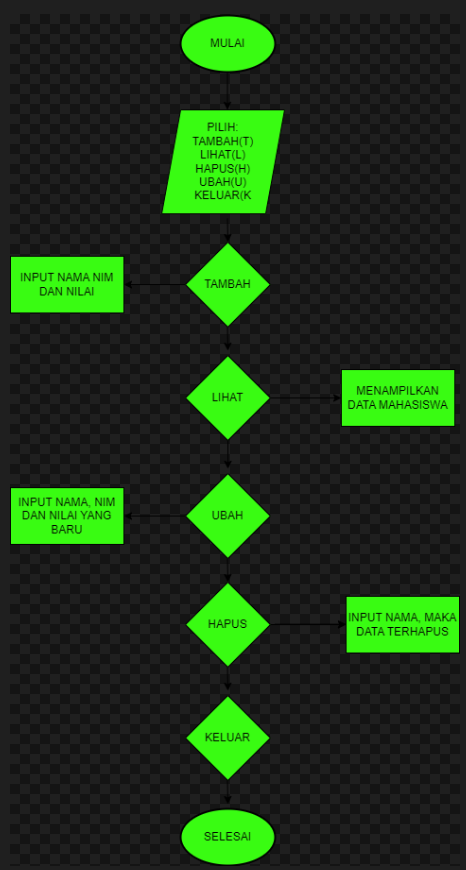 MULAI
PILIH:
TAMBAH(T)
LIHAT(L)
HAPUS(H)
UBAH(U)
KELUAR(K
INPUT NAMA NIM
DAN NILAI
TAMBAH
LIHAT
MENAMPILKAN
DATA MAHASISWA
INPUT NAMA, NIM
DAN NILAI YANG
BARU
UBAH
HAPUS
INPUT NAMA, MAKA
DATA TERHAPUS
KELUAR
SELESAI